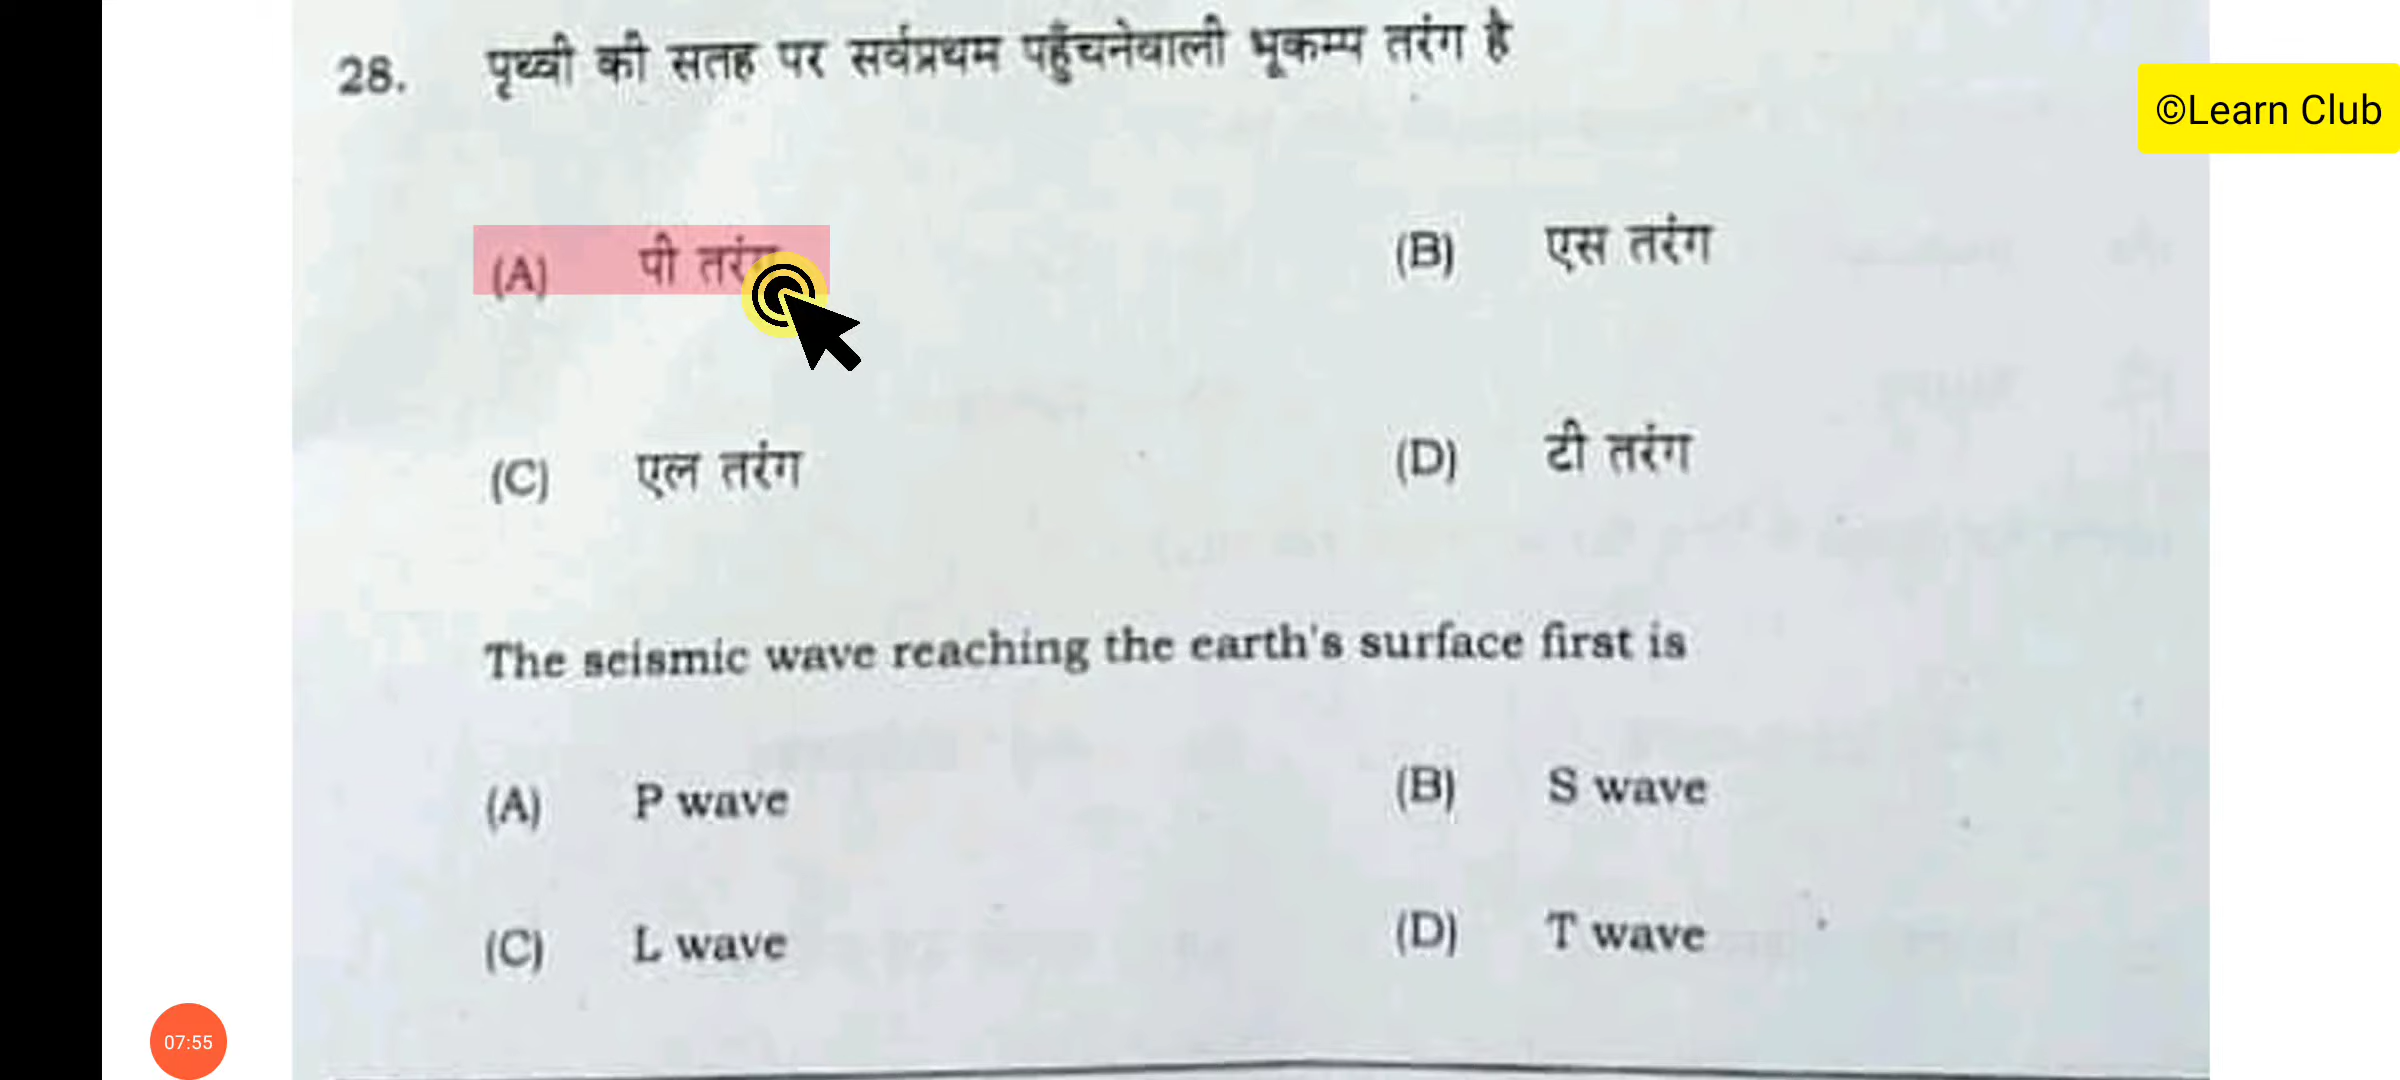 28. पृथ्वी की सतह पर सर्वप्रथम पहुँचनेवाली भूकम्प तरंग है
©Learn Club
(A) पी तरंग
(B) एस तरंग
(C) एल तरंग
(D) टी तरंग
The seismic wave reaching the earth's surface first is
(A) P wave
(B) S wave
(C) L wave
(D) T wave
07:55